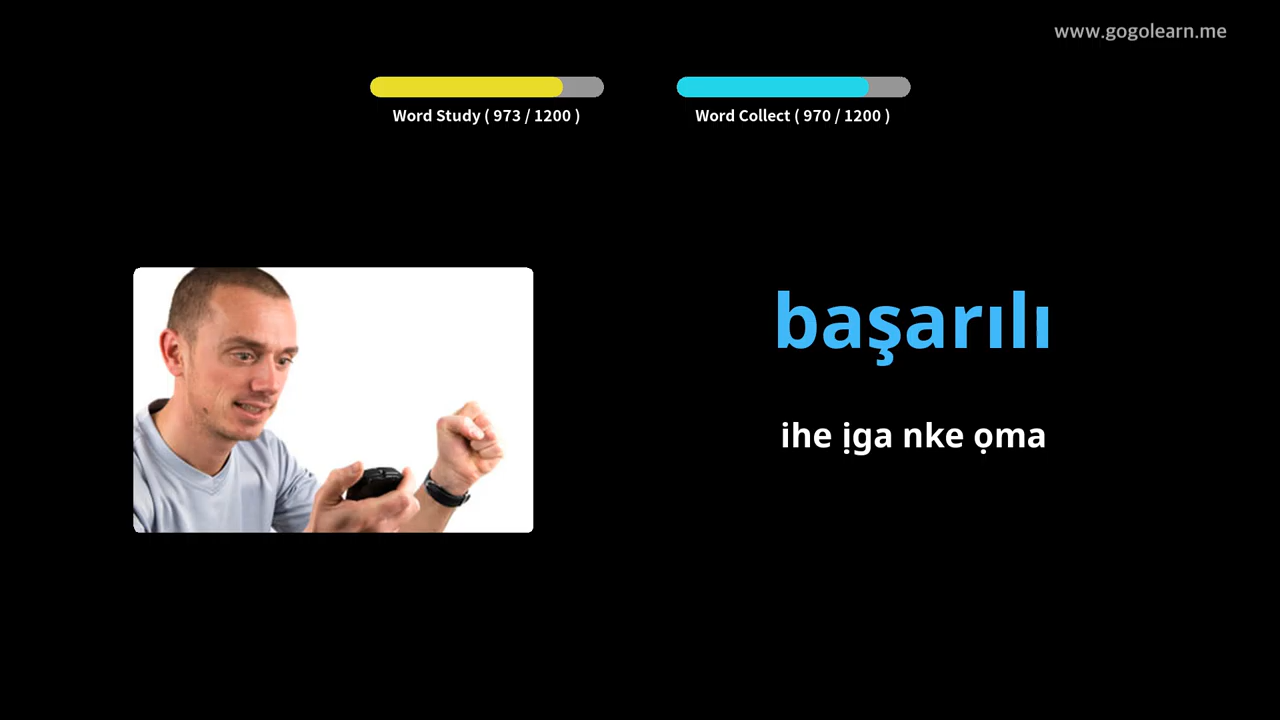 www.gogolearn.me
Word Study ( 973 / 1200 )
Word Collect ( 970 / 1200 )
başarılı
ihe ịga nke ọma